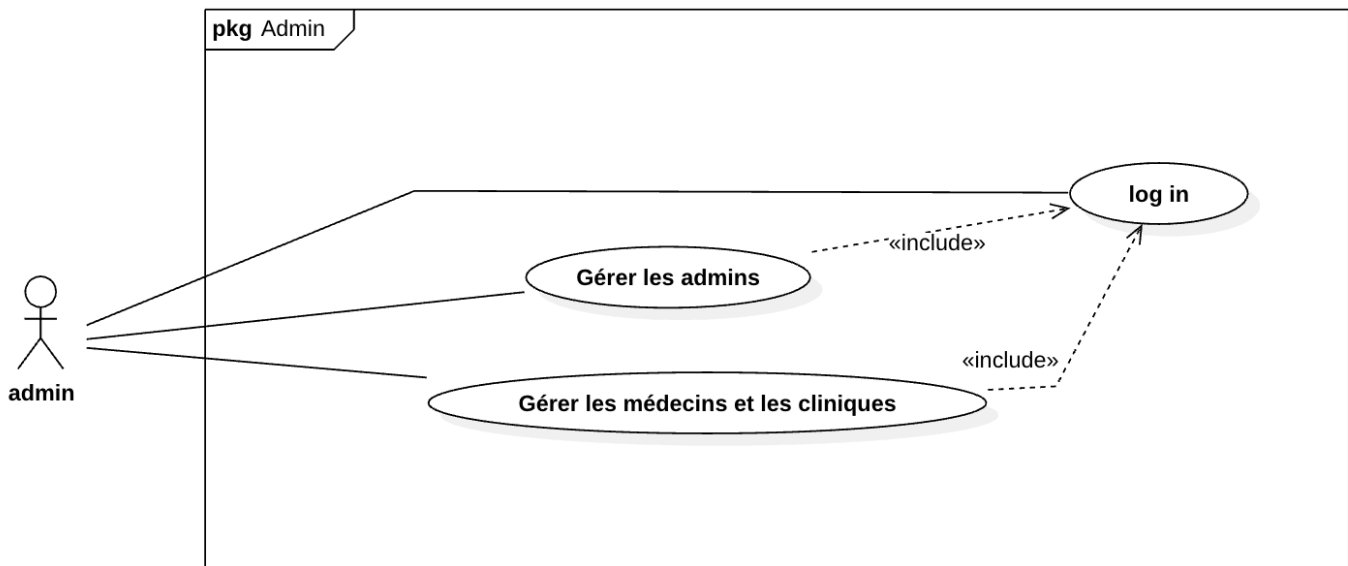 pkg Admin
log in
«include»
Gérer les admins
«include»
admin
Gérer les médecins et les cliniques